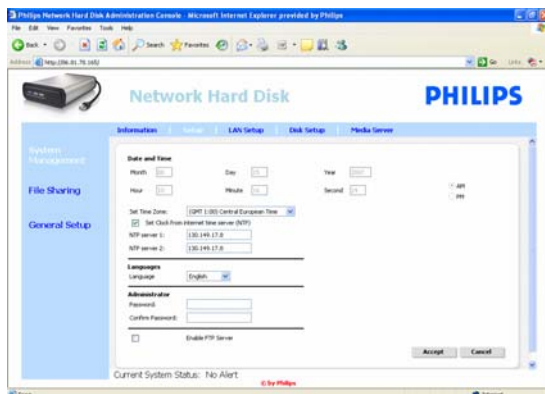 Philips Network Hard Disk Administration Console - Microsoft Internet Explorer provided by Philips
File Edit View Favorites Tools Help
Back Search Favorites
Address Go Links
Network Hard Disk
PHILIPS
Information Setup LAN Setup Disk Setup Media Server
System Management
File Sharing
General Setup
Date and Time
Month Day Year
Hour Minute Second
AM
PM
Set Time Zone: (GMT 1:00) Central European Time
Set Clock from internet time server (NTP)
NTP server 1: 130.149.17.8
NTP server 2: 130.149.17.8
Languages
Language English
Administrator
Password:
Confirm Password:
Enable FTP Server
Accept Cancel
Current System Status: No Alert
© by Philips